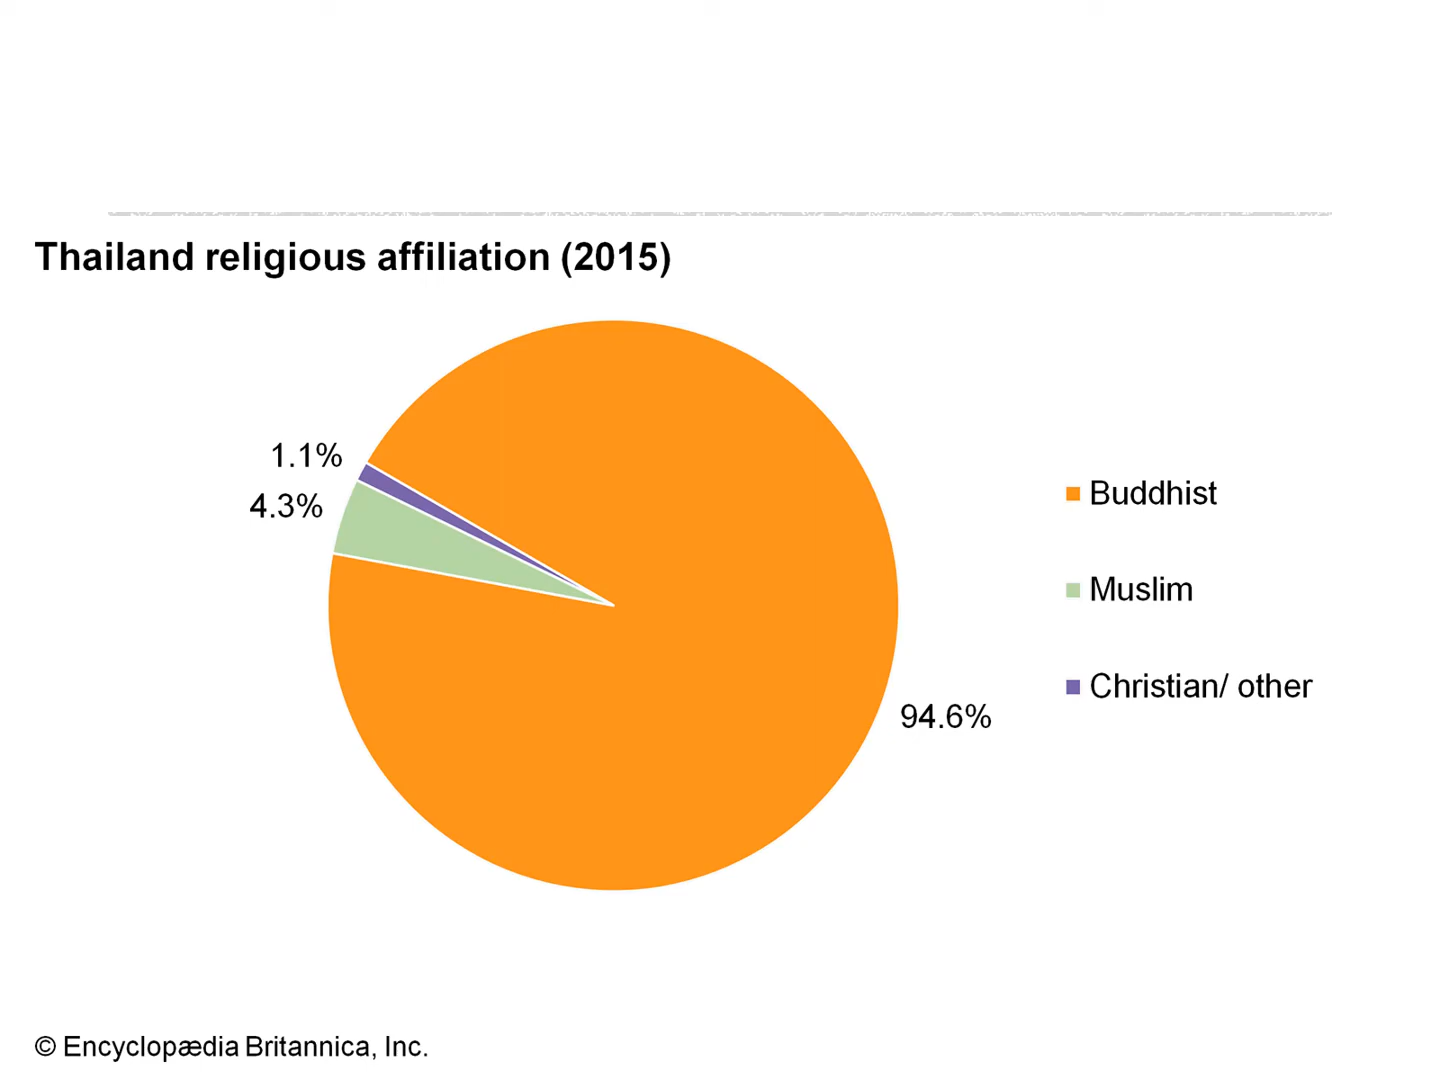 Thailand religious affiliation (2015)
1.1%
4.3%
94.6%
Buddhist
Muslim
Christian/ other
© Encyclopædia Britannica, Inc.